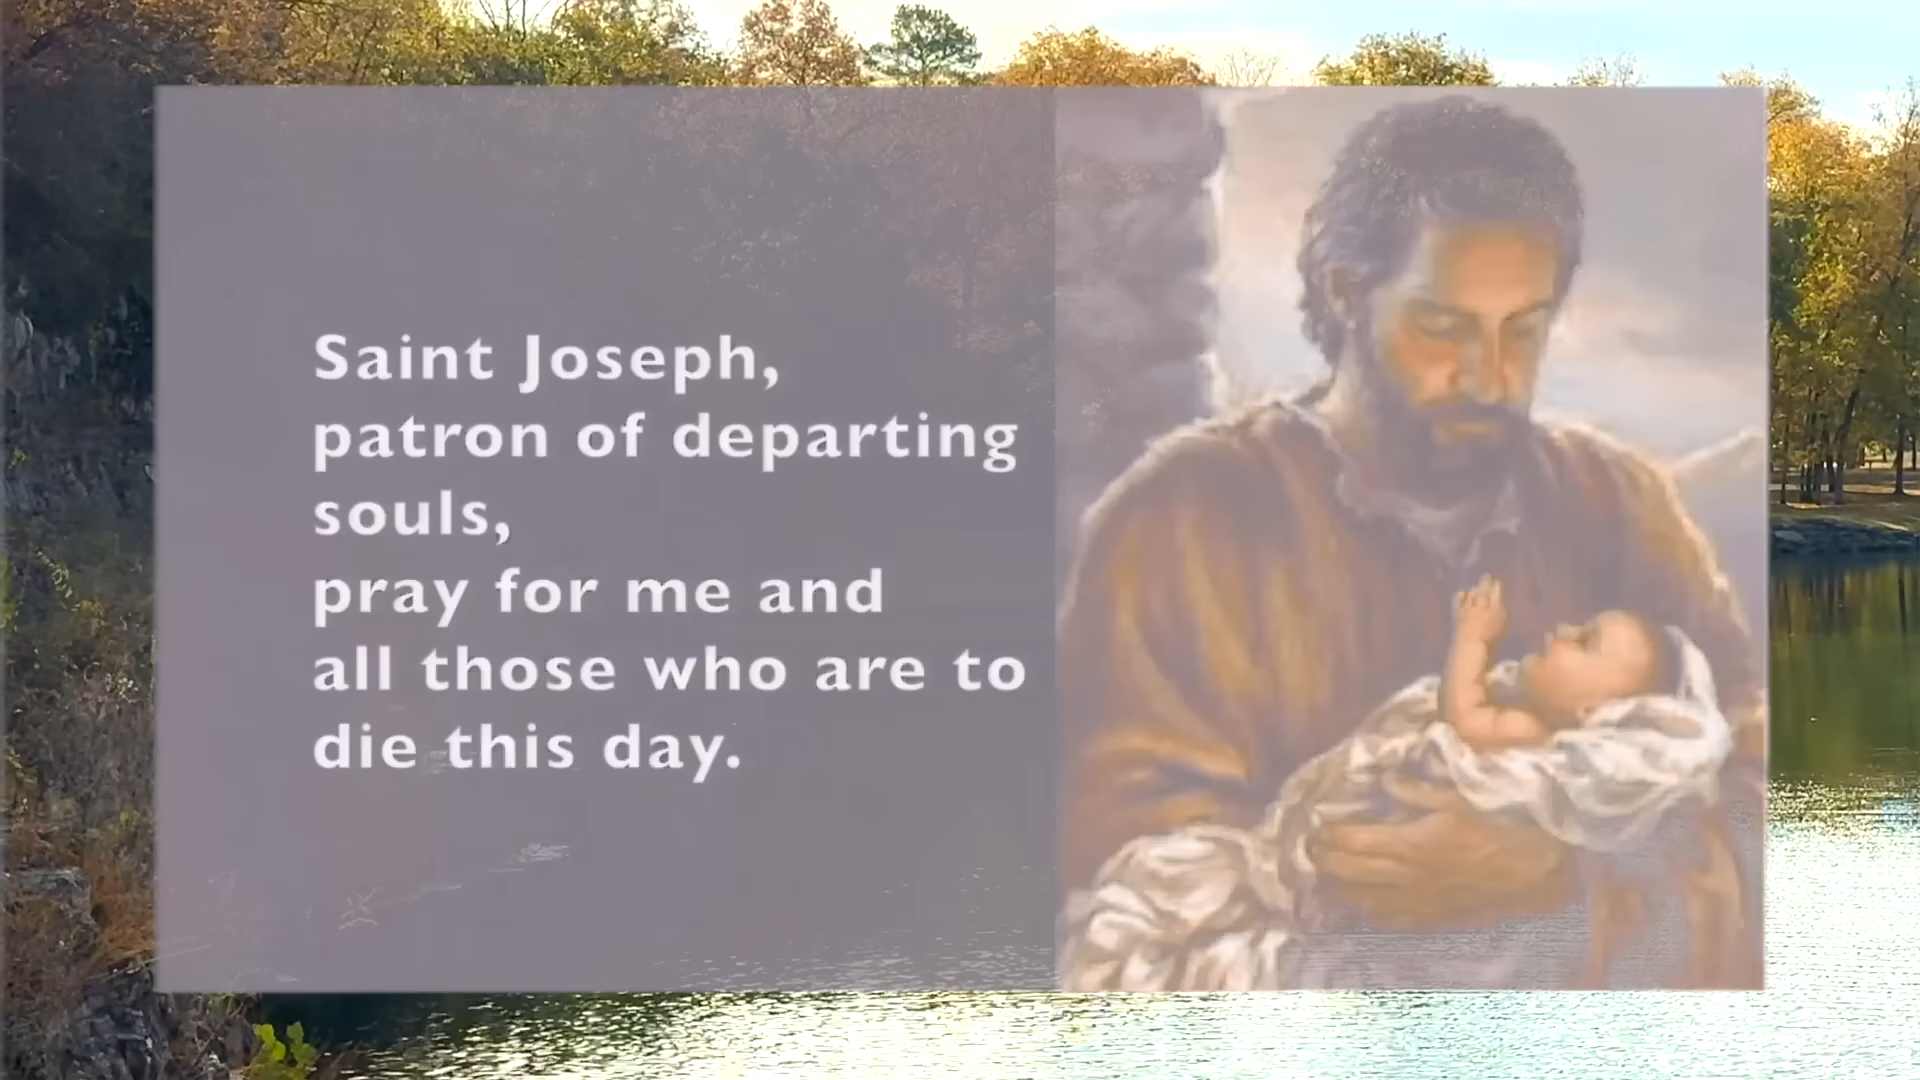 Saint Joseph,
patron of departing
souls,
pray for me and
all those who are to
die this day.